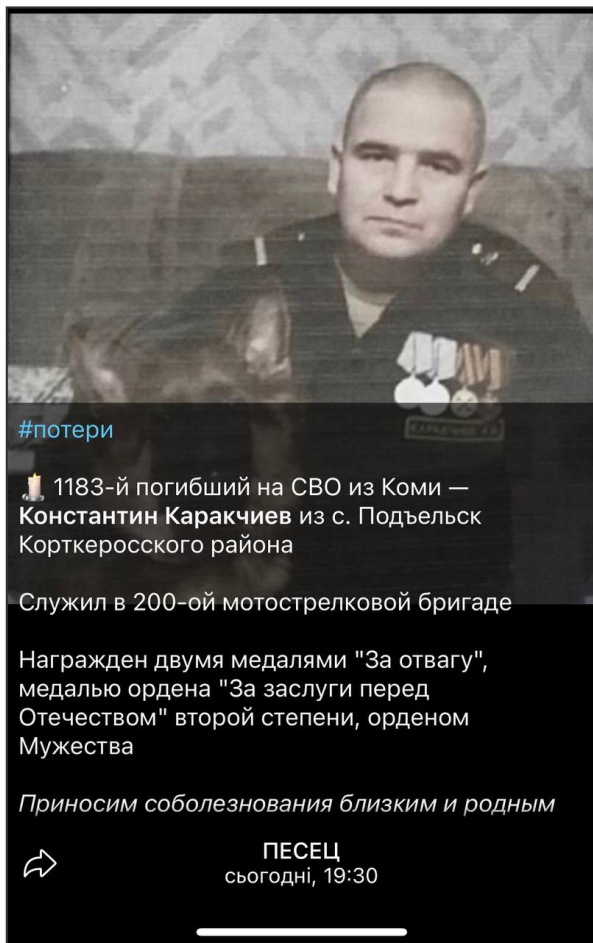 #потери
1183-й погибший на СВО из Коми —
Константин Каракчиев из с. Подъельск
Корткеросского района
Служил в 200-ой мотострелковой бригаде
Награжден двумя медалями "За отвагу",
медалью ордена "За заслуги перед
Отечеством" второй степени, орденом
Мужества
Приносим соболезнования близким и родным
ПЕСЕЦ
сьогодні, 19:30